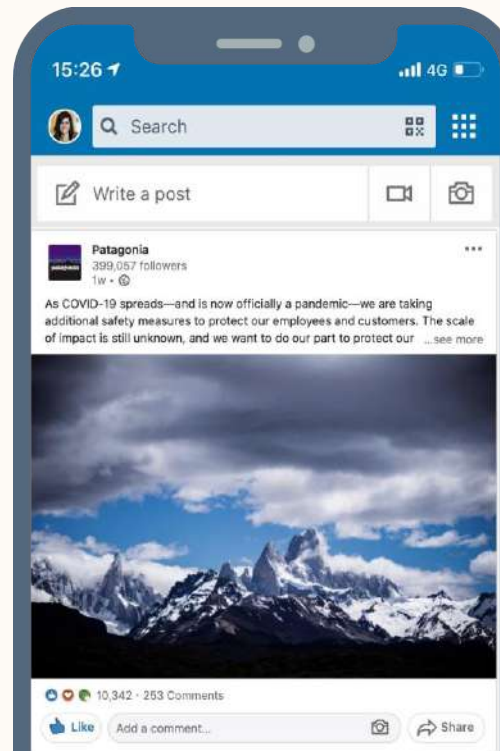 15:26
4G
Search
Write a post
Patagonia
399,057 followers
1w •
As COVID-19 spreads—and is now officially a pandemic—we are taking
additional safety measures to protect our employees and customers. The scale
of impact is still unknown, and we want to do our part to protect our ...see more
10,342 · 253 Comments
Like
Add a comment...
Share